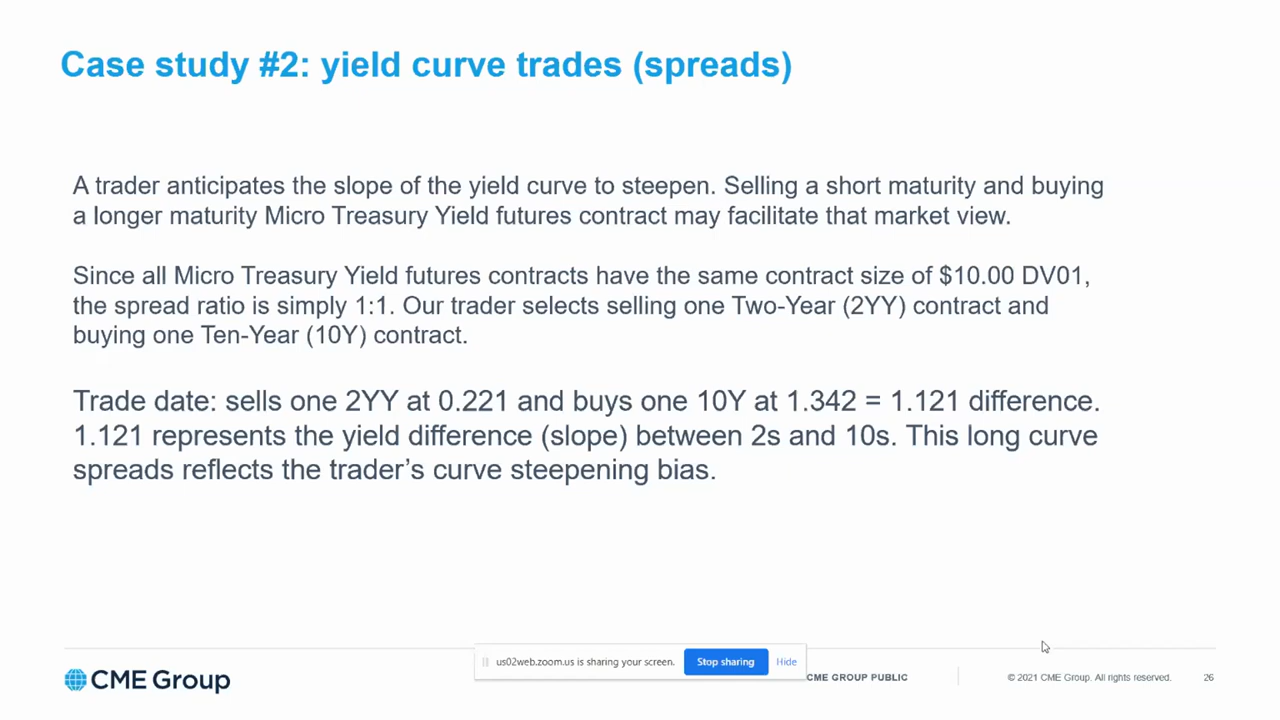 Case study #2: yield curve trades (spreads)
A trader anticipates the slope of the yield curve to steepen. Selling a short maturity and buying
a longer maturity Micro Treasury Yield futures contract may facilitate that market view.
Since all Micro Treasury Yield futures contracts have the same contract size of $10.00 DV01,
the spread ratio is simply 1:1. Our trader selects selling one Two-Year (2YY) contract and
buying one Ten-Year (10Y) contract.
Trade date: sells one 2YY at 0.221 and buys one 10Y at 1.342 = 1.121 difference.
1.121 represents the yield difference (slope) between 2s and 10s. This long curve
spreads reflects the trader's curve steepening bias.
us02web.zoom.us is sharing your screen. Stop sharing Hide
CME Group CME GROUP PUBLIC © 2021 CME Group. All rights reserved. 26